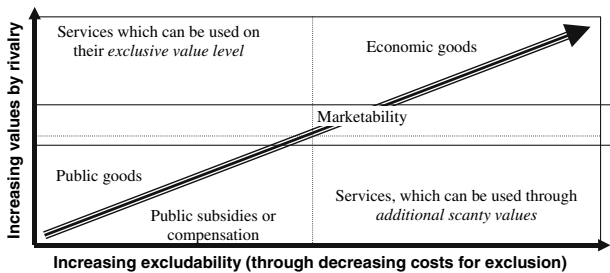 Services which can be used on
their exclusive value level
Economic goods
Marketability
Public goods
Public subsidies or
compensation
Services, which can be used through
additional scanty values
Increasing values by rivalry
Increasing excludability (through decreasing costs for exclusion)